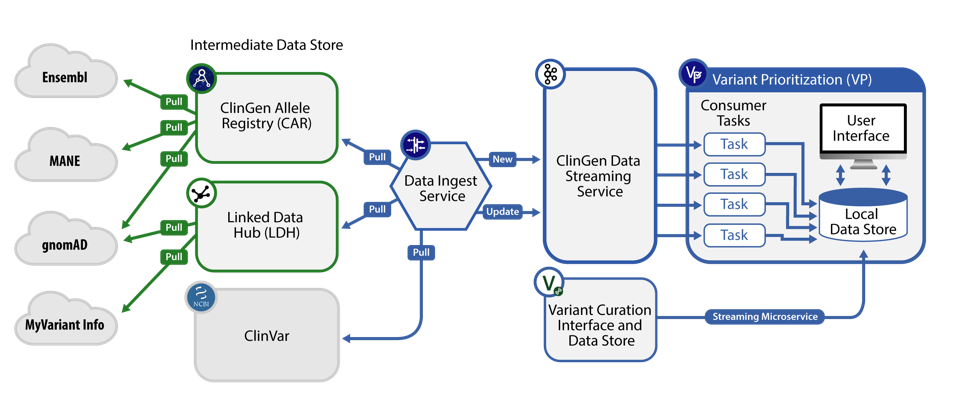 Intermediate Data Store
Ensembl
MANE
gnomAD
MyVariant Info
Pull
Pull
Pull
Pull
Pull
ClinGen Allele
Registry (CAR)
Linked Data
Hub (LDH)
NCBI
ClinVar
Pull
Pull
Pull
Data Ingest
Service
New
Update
ClinGen Data
Streaming
Service
V
Variant Curation
Interface and
Data Store
Streaming Microservice
VP
Variant Prioritization (VP)
Consumer
Tasks
Task
Task
Task
Task
User
Interface
Local
Data Store